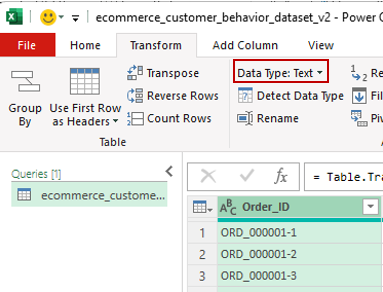 ecommerce_customer_behavior_dataset_v2 - Power
File Home Transform Add Column View
Group By
Use First Row as Headers
Transpose
Reverse Rows
Count Rows
Table
Data Type: Text
Detect Data Type
Rename
Queries [1]
ecommerce_custome...
= Table.Tra
ABC Order_ID
1 ORD_000001-1
2 ORD_000001-2
3 ORD_000001-3